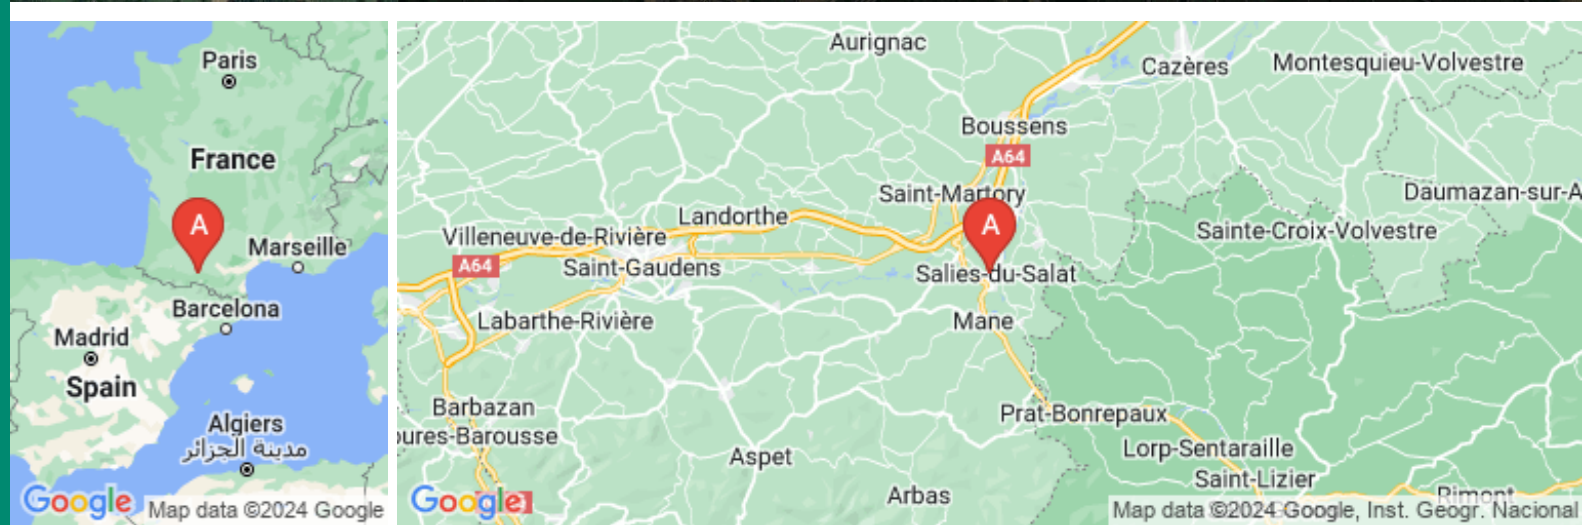 Paris
France
A
Marseille
Barcelona
Madrid
Spain
Algiers
مدينة الجزائر
Google
Map data ©2024 Google
Aurignac
Cazères
Montesquieu-Volvestre
Boussens
A64
Saint-Martory
Daumazan-sur-A
Landorthe
A
Sainte-Croix-Volvestre
Villeneuve-de-Rivière
A64
Saint-Gaudens
Salies-du-Salat
Labarthe-Rivière
Mane
Barbazan
Prat-Bonrepaux
oures-Barousse
Lorp-Sentaraille
Aspet
Saint-Lizier
Arbas
Rimont
Google
Map data ©2024 Google, Inst. Geogr. Nacional